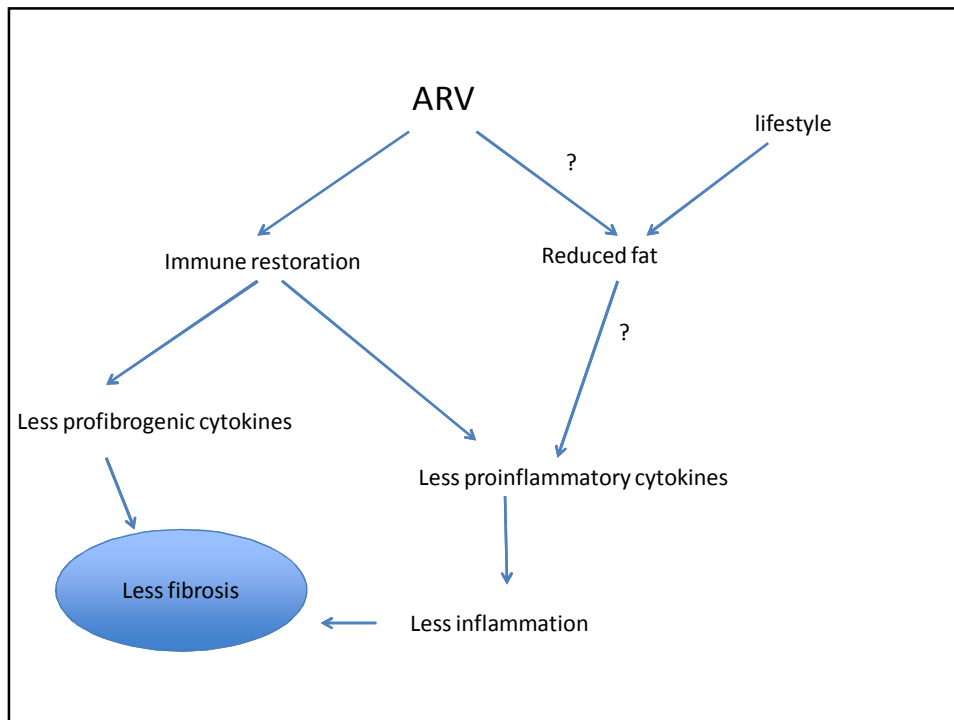 ARV
lifestyle
?
Immune restoration
Reduced fat
?
Less profibrogenic cytokines
Less proinflammatory cytokines
Less fibrosis
Less inflammation